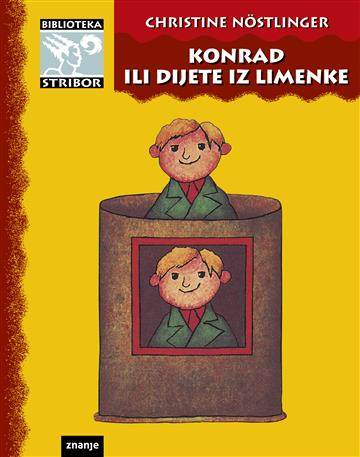 BIBLIOTEKA
STRIBOR
CHRISTINE NÖSTLINGER
KONRAD
ILI DIJETE IZ LIMENKE
znanje